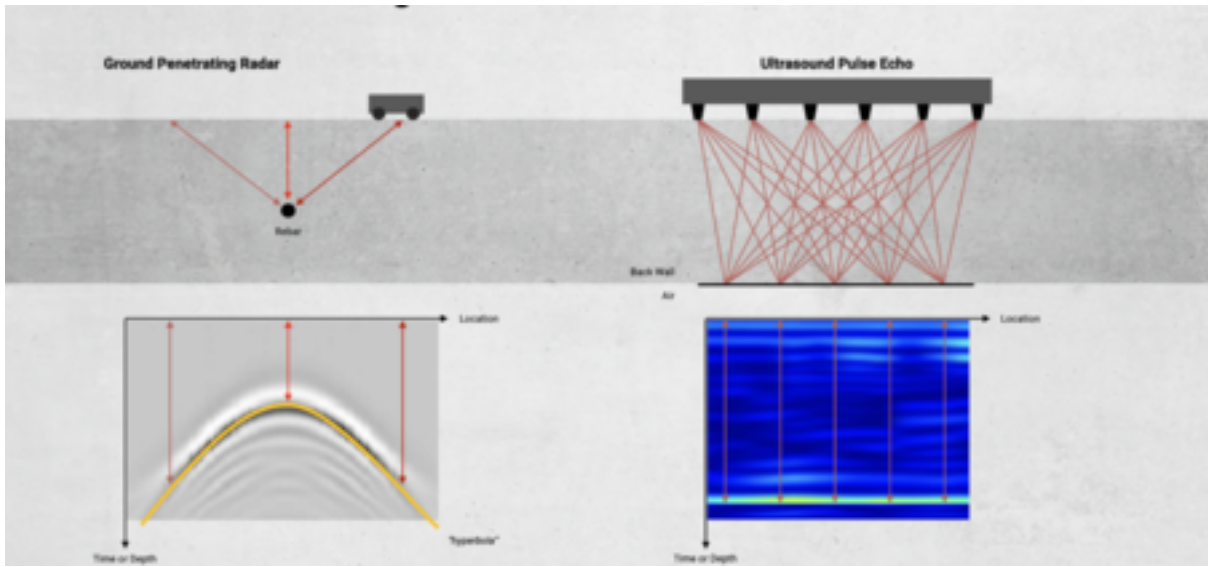 Ground Penetrating Radar
Ultrasound Pulse Echo
Rebar
Back Wall
Air
Location
Location
"hyperbola"
Time or Depth
Time or Depth